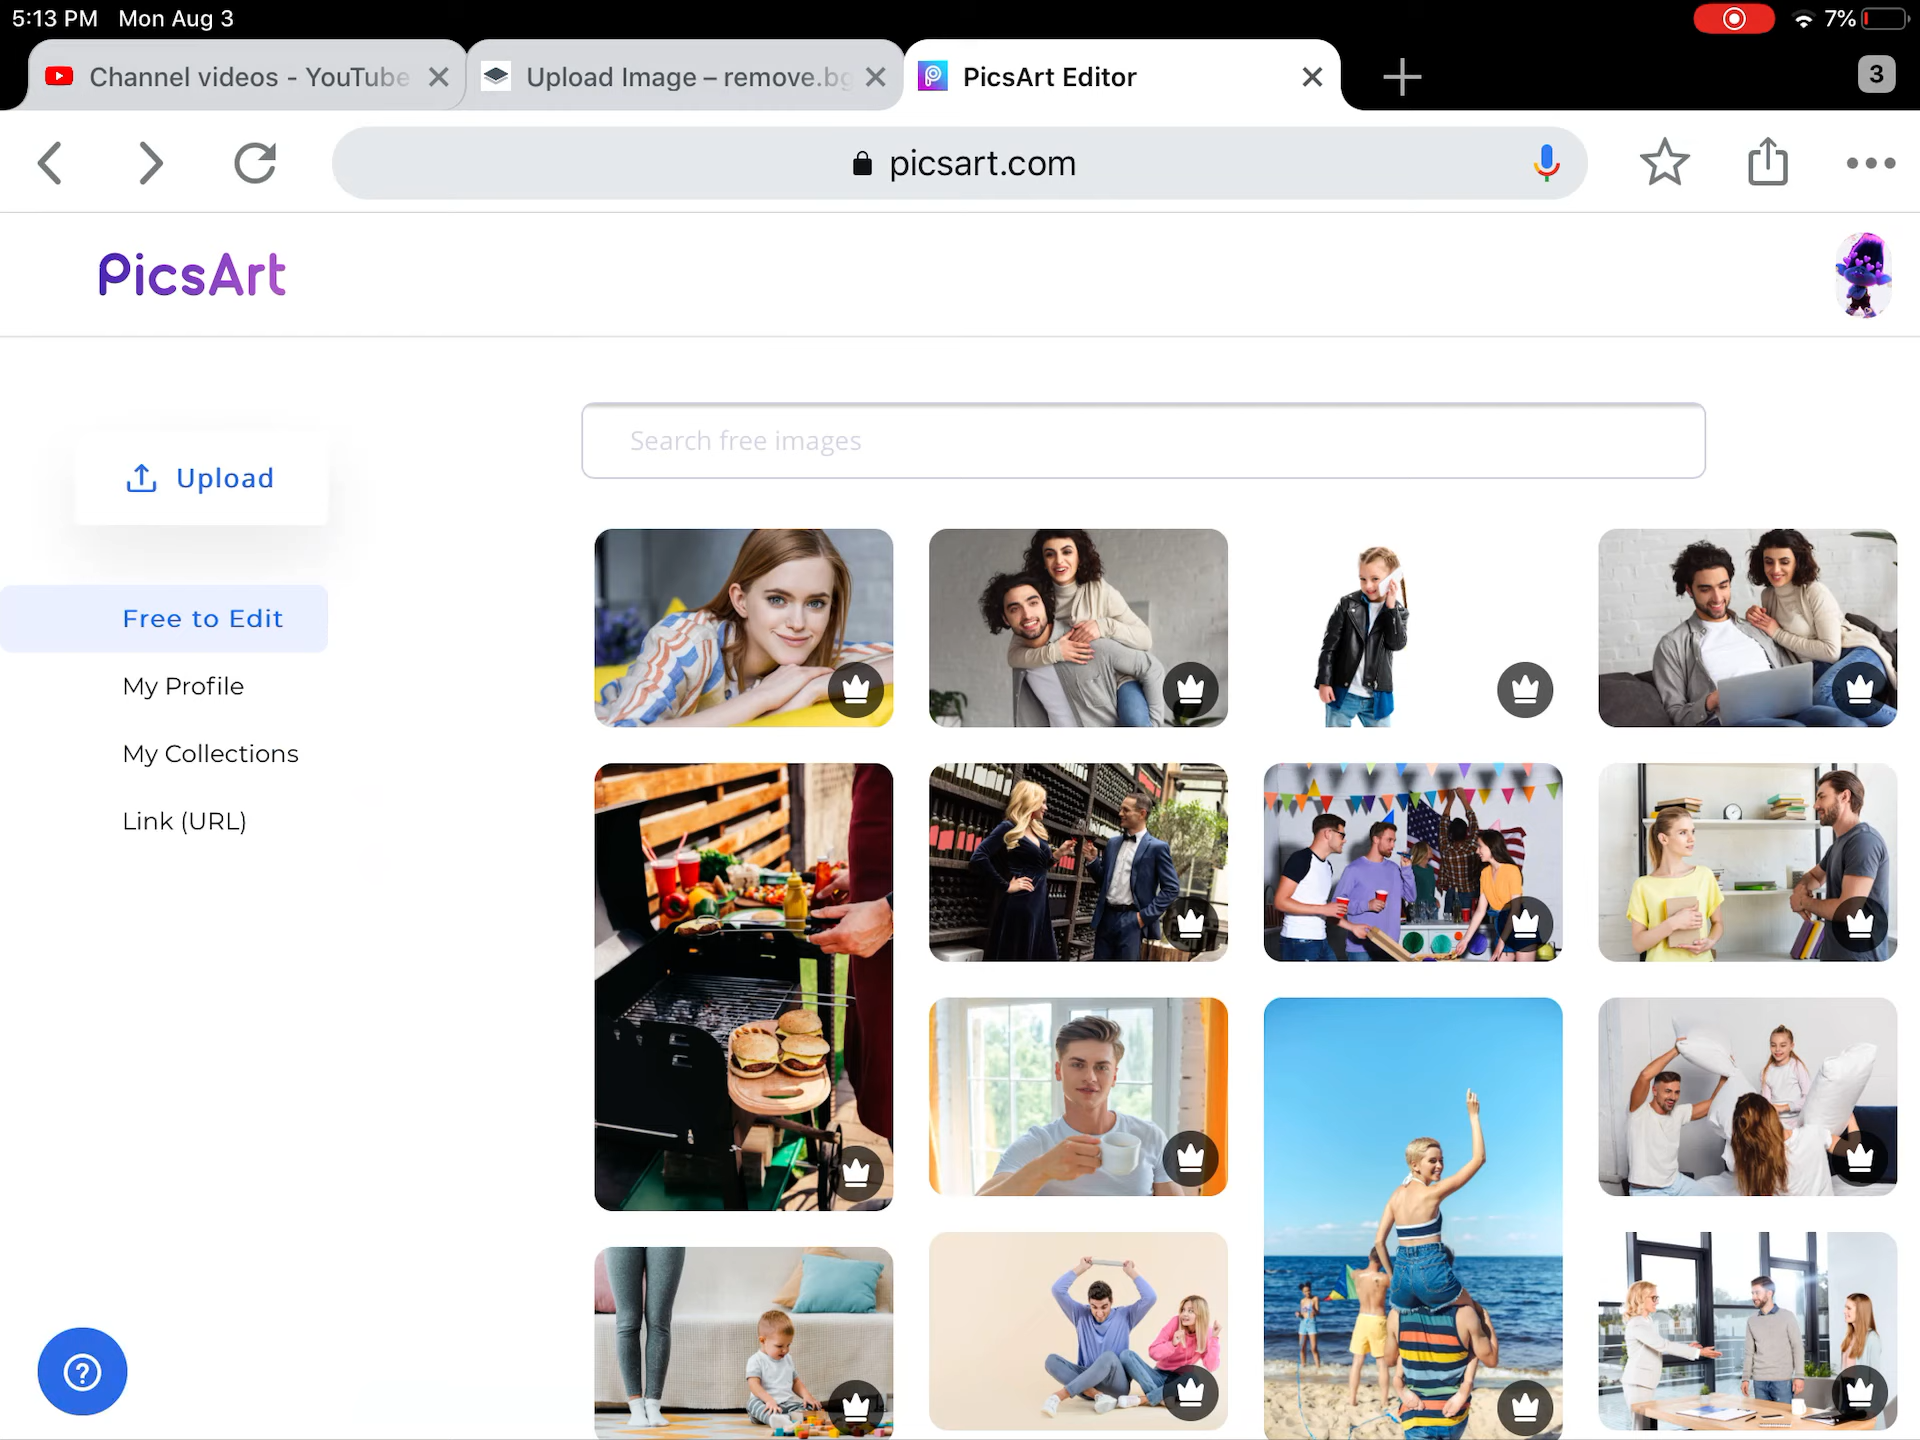 5:13 PM Mon Aug 3
7%
Channel videos - YouTube
Upload Image – remove.bg
PicsArt Editor
3
picsart.com
PicsArt
Search free images
Upload
Free to Edit
My Profile
My Collections
Link (URL)
?